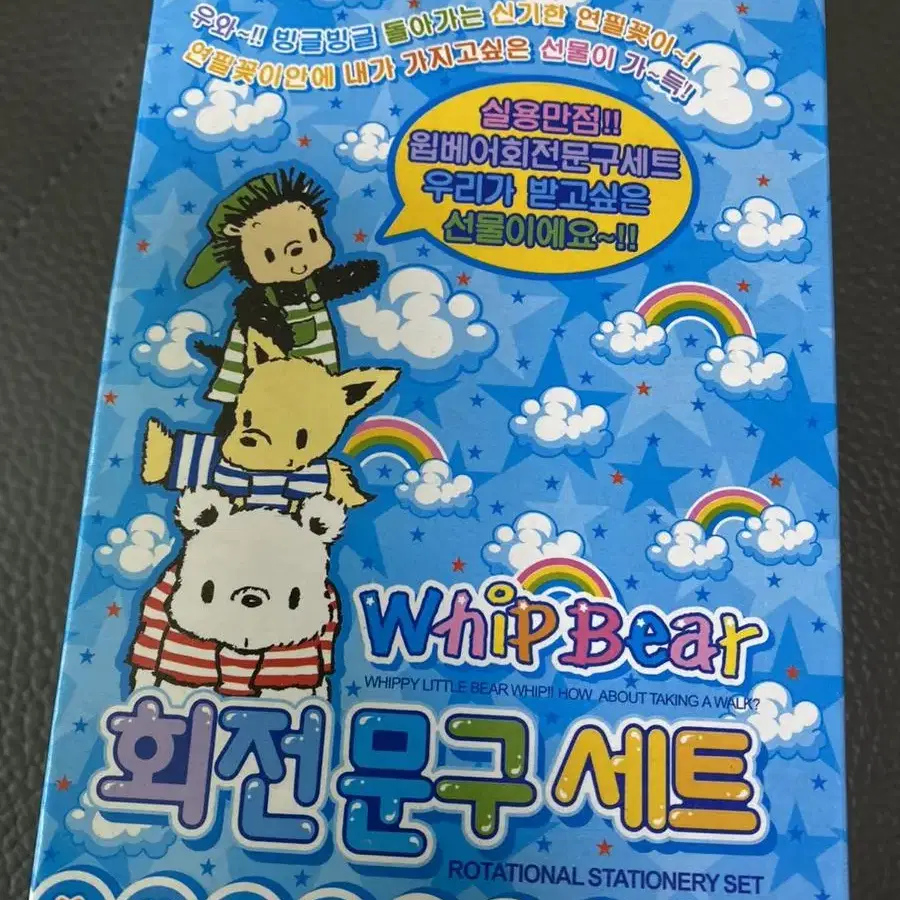 우와~!! 빙글빙글 돌아가는 신기한 연필꽂이~!
연필꽂이안에 내가 가지고싶은 선물이 가~득!!
실용만점!!
윕베어회전문구세트
우리가 받고싶은
선물이에요~!!
Whip Bear
WHIPPY LITTLE BEAR WHIP!! HOW ABOUT TAKING A WALK?
회전 문구 세트
ROTATIONAL STATIONERY SET